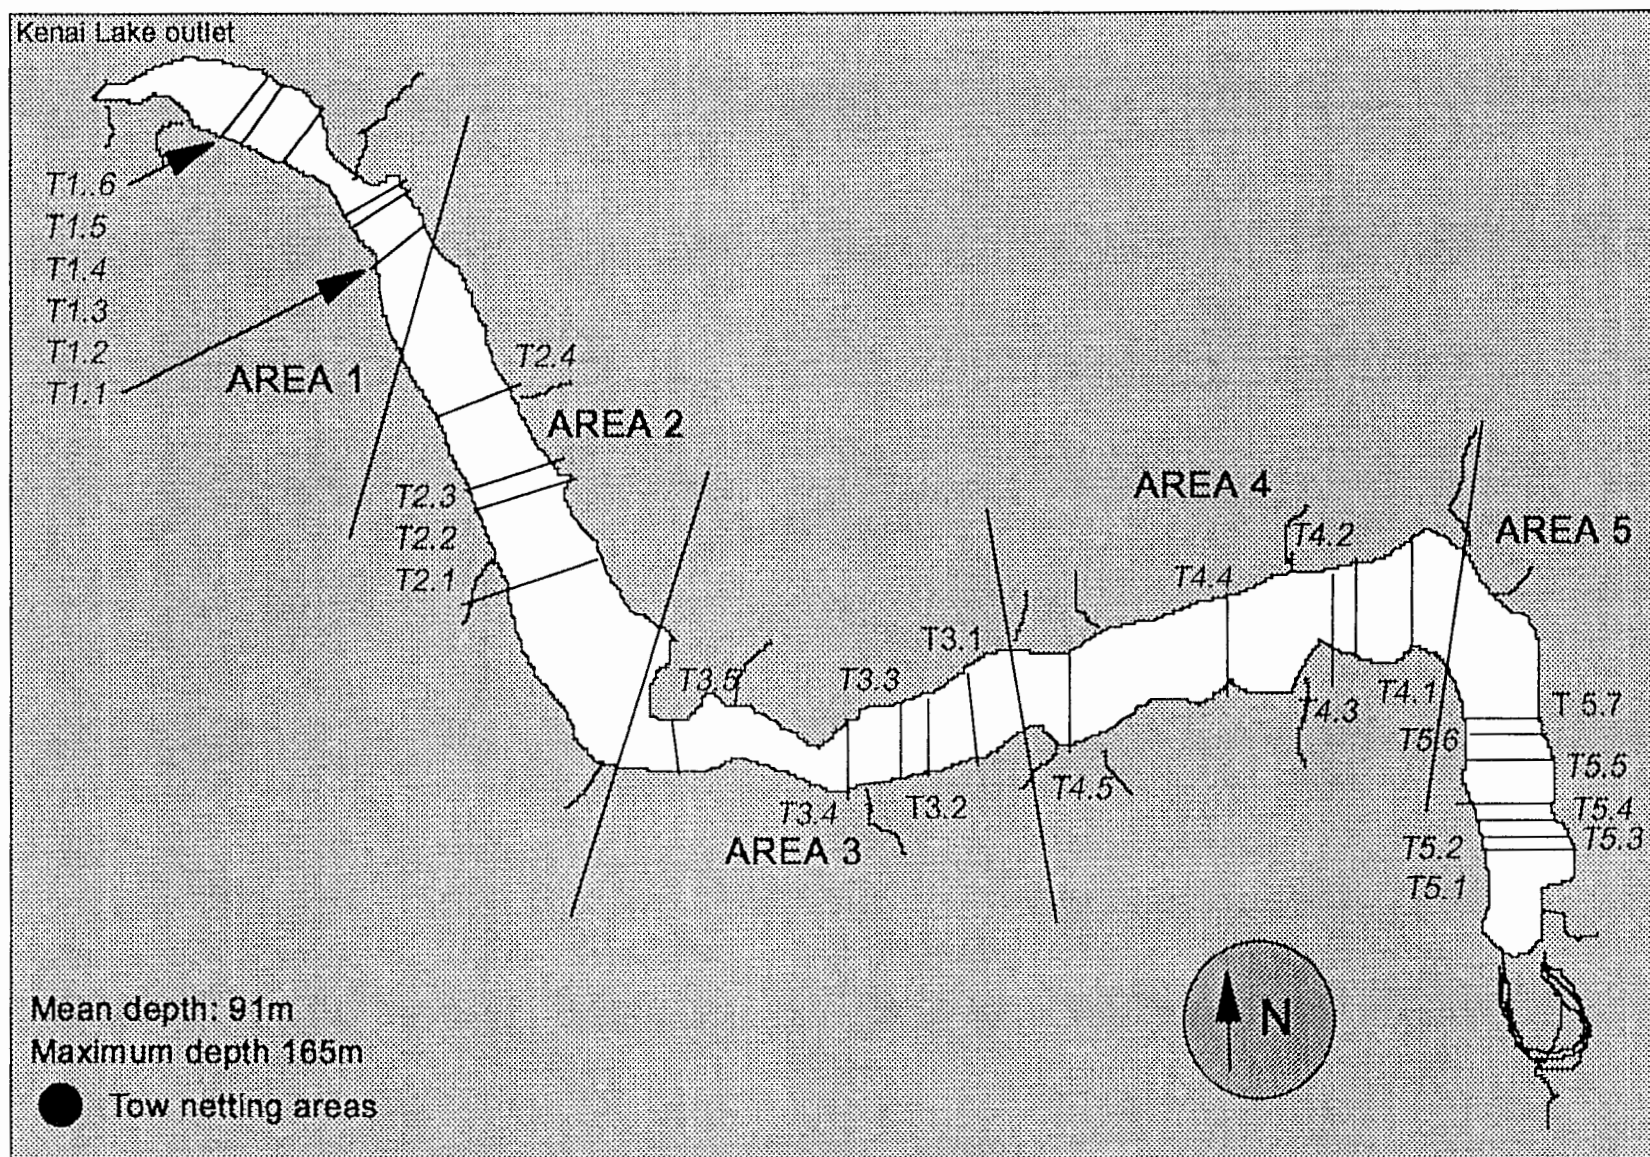 Kenai Lake outlet
T1..6
T1.5
T1.4
T1.3
T1.2
T1.1
AREA 1
T2.4
AREA 2
T2.3
T2.2
T2.1
T3.5
T3.3
T3.1
T3.4
T3.2
AREA 3
AREA 4
T4.2
T4.4
T4.3
T4.1
T4.5
AREA 5
T 5.7
T5.6
T5.5
T5.4
T5.3
T5.2
T5.1
N
Mean depth: 91m
Maximum depth 165m
Tow netting areas